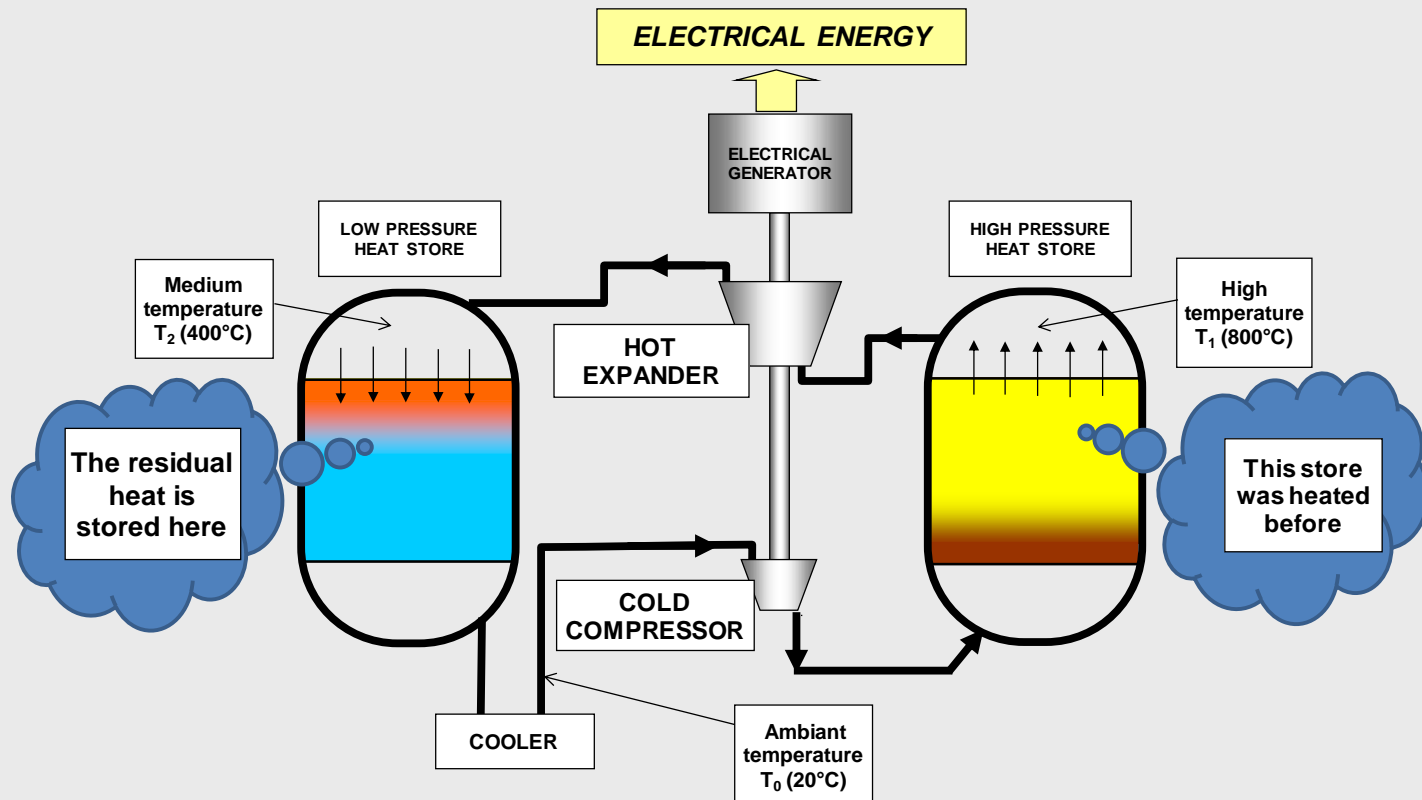 ELECTRICAL ENERGY
ELECTRICAL
GENERATOR
LOW PRESSURE
HEAT STORE
HIGH PRESSURE
HEAT STORE
Medium
temperature
T₂ (400°C)
High
temperature
T₁ (800°C)
HOT
EXPANDER
The residual
heat is
stored here
This store
was heated
before
COLD
COMPRESSOR
COOLER
Ambiant
temperature
T₀ (20°C)